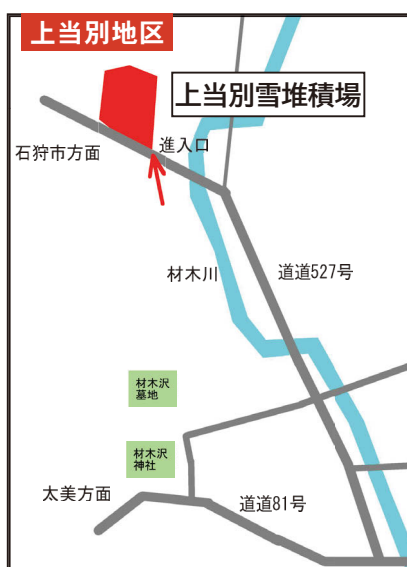 上当別地区
上当別雪堆積場
進入口
石狩市方面
材木川
道道527号
材木沢
墓地
材木沢
神社
太美方面
道道81号